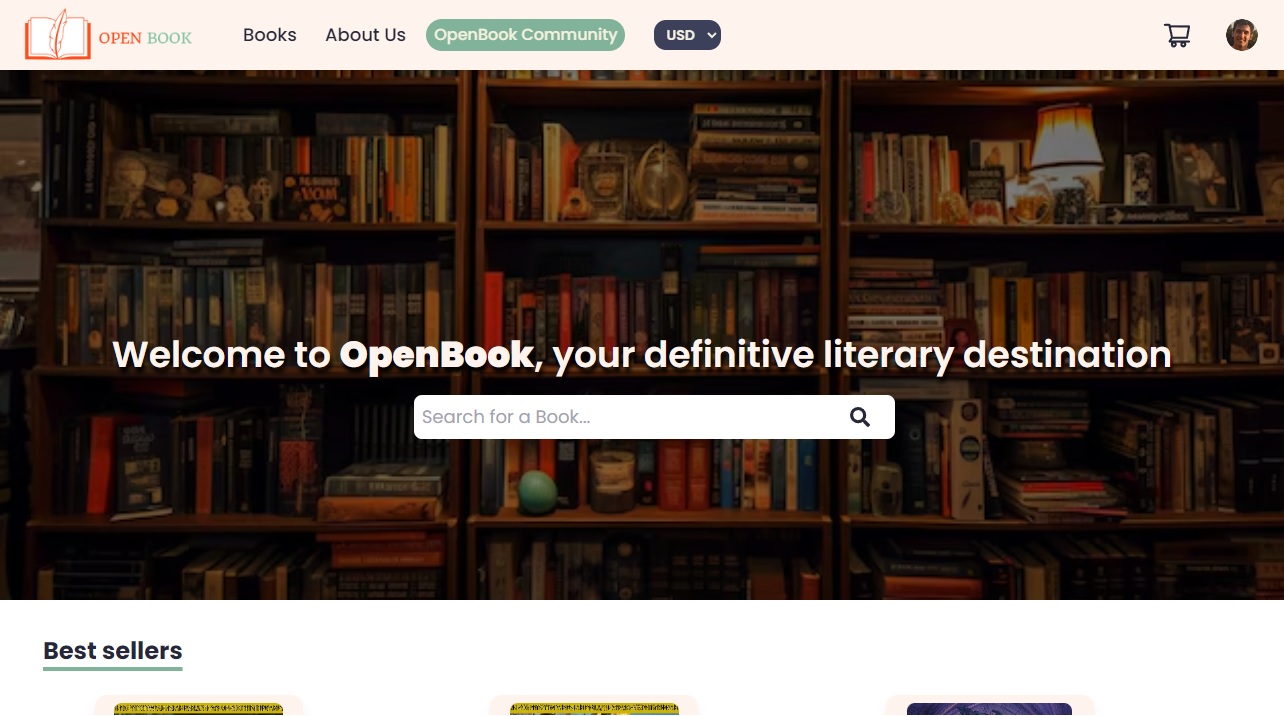 OPEN BOOK
Books
About Us
OpenBook Community
USD
Welcome to OpenBook, your definitive literary destination
Search for a Book...
Best sellers